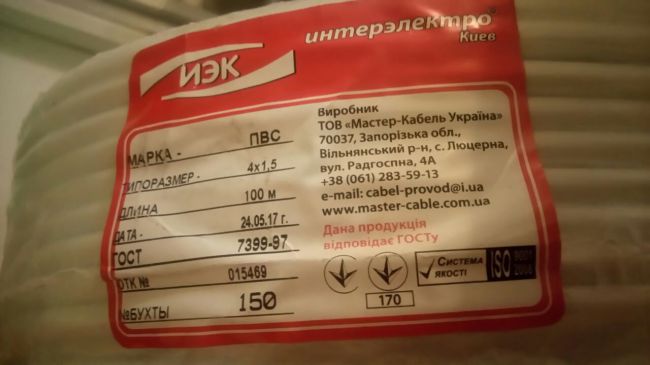 ИЭК
интерэлектро®
Киев
МАРКА - ПВС
ТИПОРАЗМЕР - 4х1,5
ДЛИНА 100 м
ДАТА - 24.05.17 г.
ГОСТ 7399-97
ОТК № 015469
№БУХТЫ 150
Виробник
ТОВ «Мастер-Кабель Україна»
70037, Запорізька обл.,
Вільнянський р-н, с. Люцерна,
вул. Радгоспна, 4А
+38 (061) 283-59-13
e-mail: cabel-provod@i.ua
www.master-cable.com.ua
Дана продукція
відповідає ГОСТу
170
СИСТЕМА
ЯКОСТІ
ISO